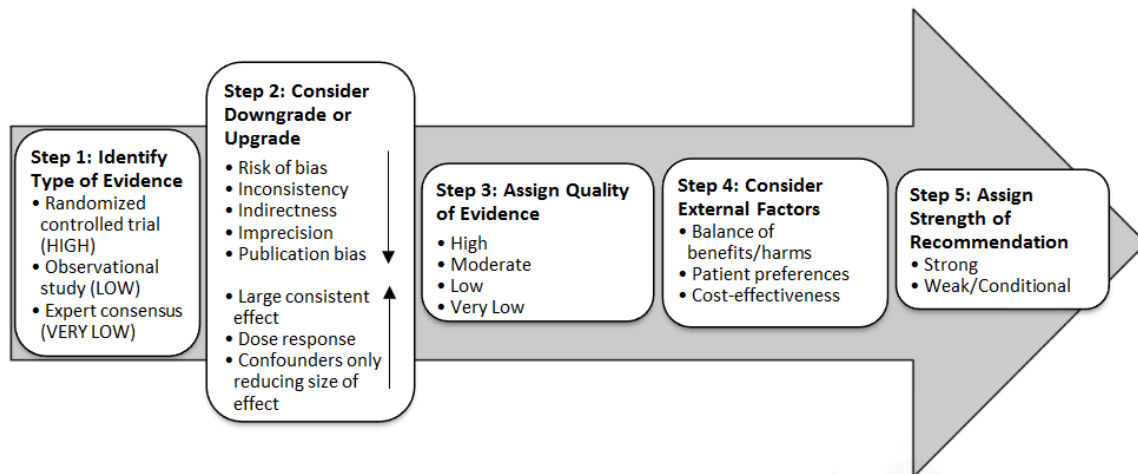 Step 1: Identify
Type of Evidence
• Randomized
controlled trial
(HIGH)
• Observational
study (LOW)
• Expert consensus
(VERY LOW)
Step 2: Consider
Downgrade or
Upgrade
• Risk of bias
• Inconsistency
• Indirectness
• Imprecision
• Publication bias
• Large consistent
effect
• Dose response
• Confounders only
reducing size of
effect
Step 3: Assign Quality
of Evidence
• High
• Moderate
• Low
• Very Low
Step 4: Consider
External Factors
• Balance of
benefits/harms
• Patient preferences
• Cost-effectiveness
Step 5: Assign
Strength of
Recommendation
• Strong
• Weak/Conditional